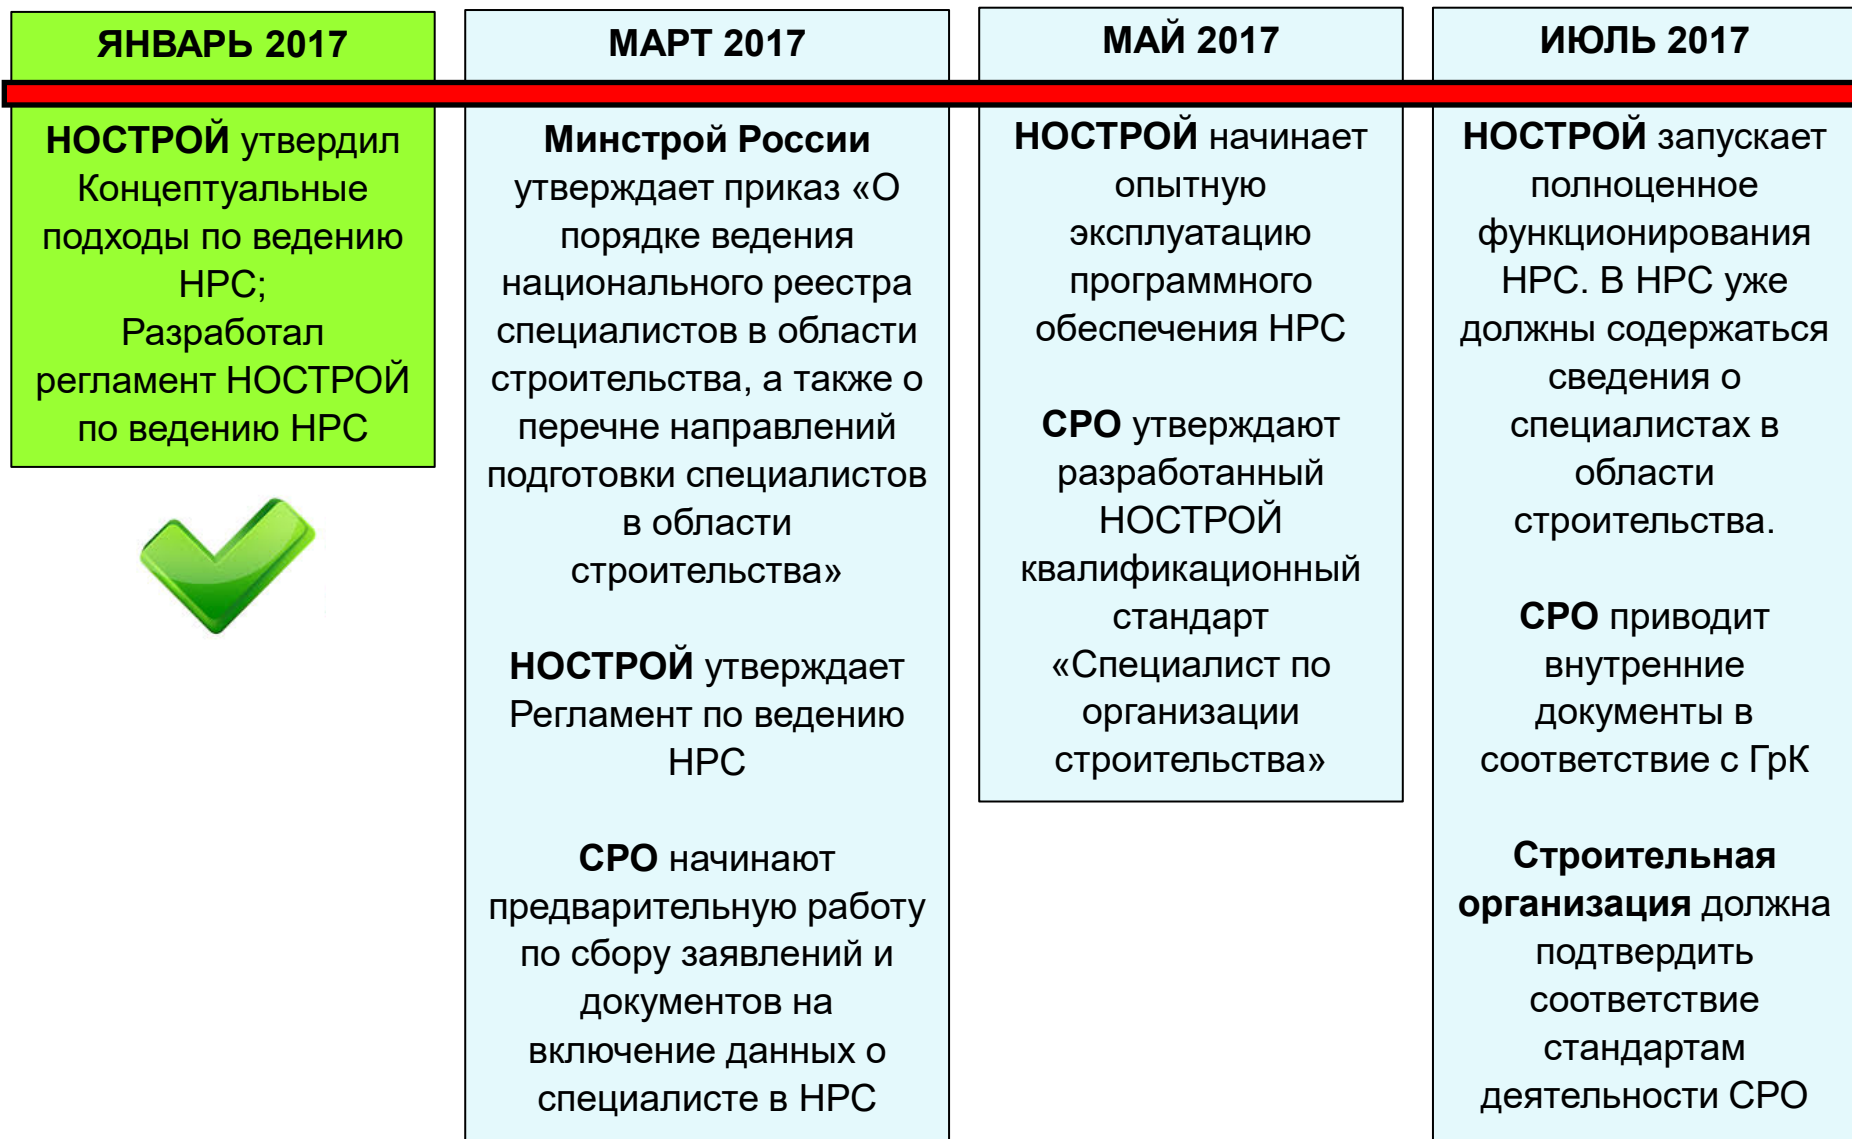 ЯНВАРЬ 2017
НОСТРОЙ утвердил
Концептуальные
подходы по ведению
НРС;
Разработал
регламент НОСТРОЙ
по ведению НРС
МАРТ 2017
Минстрой России
утверждает приказ «О
порядке ведения
национального реестра
специалистов в области
строительства, а также о
перечне направлений
подготовки специалистов
в области
строительства»
НОСТРОЙ утверждает
Регламент по ведению
НРС
СРО начинают
предварительную работу
по сбору заявлений и
документов на
включение данных о
специалисте в НРС
МАЙ 2017
НОСТРОЙ начинает
опытную
эксплуатацию
программного
обеспечения НРС
СРО утверждают
разработанный
НОСТРОЙ
квалификационный
стандарт
«Специалист по
организации
строительства»
ИЮЛЬ 2017
НОСТРОЙ запускает
полноценное
функционирования
НРС. В НРС уже
должны содержаться
сведения о
специалистах в
области
строительства.
СРО приводит
внутренние
документы в
соответствие с ГрК
Строительная
организация должна
подтвердить
соответствие
стандартам
деятельности СРО